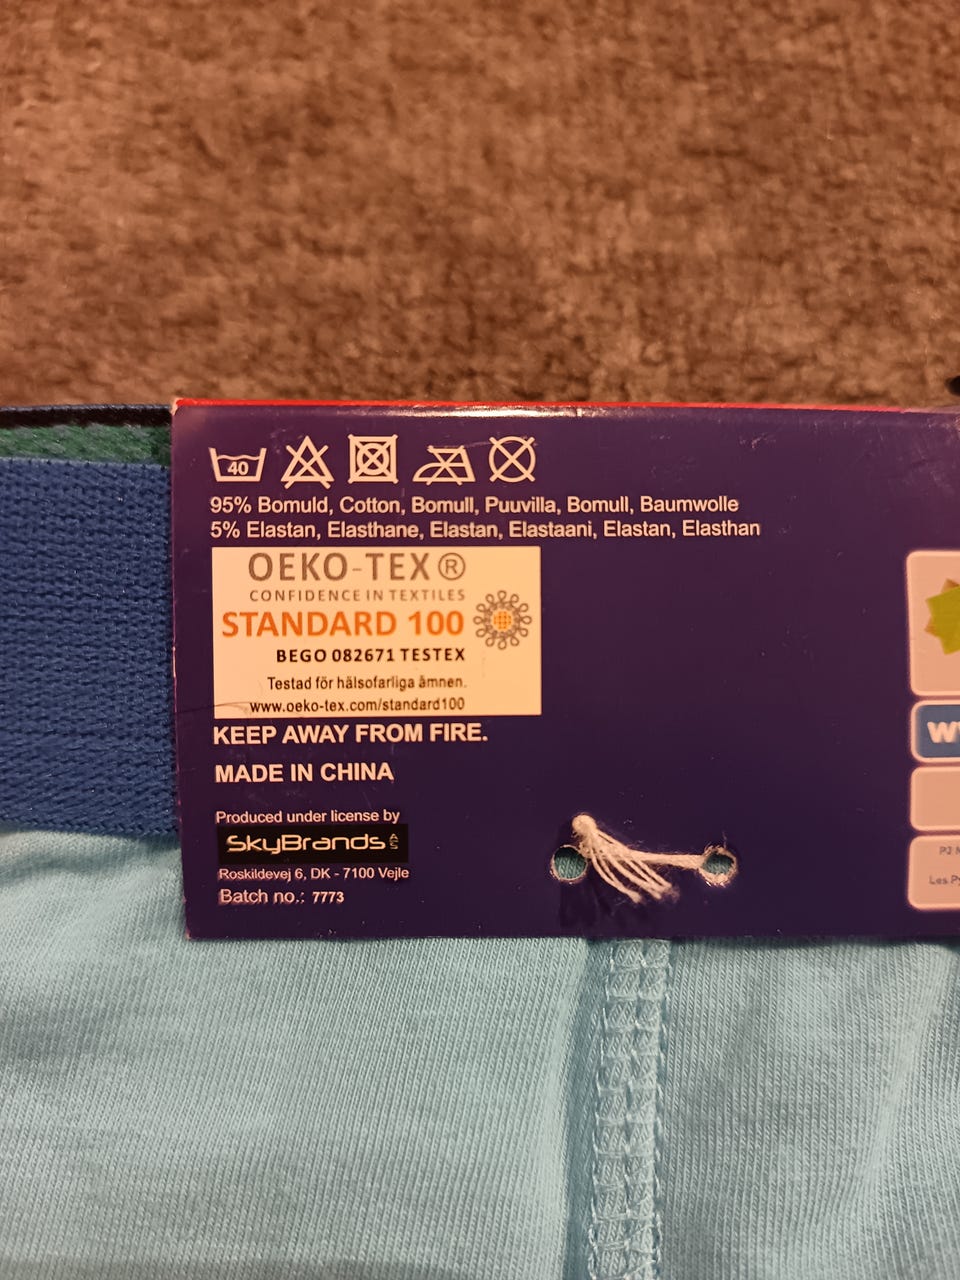 40
95% Bomuld, Cotton, Bomull, Puuvilla, Bomull, Baumwolle
5% Elastan, Elasthane, Elastan, Elastaani, Elastan, Elasthan
OEKO-TEX®
CONFIDENCE IN TEXTILES
STANDARD 100
BEGO 082671 TESTEX
Testad för hälsofarliga ämnen.
www.oeko-tex.com/standard100
KEEP AWAY FROM FIRE.
MADE IN CHINA
Produced under license by
SkyBrands A/S
Roskildevej 6, DK - 7100 Vejle
Batch no.: 7773
Les